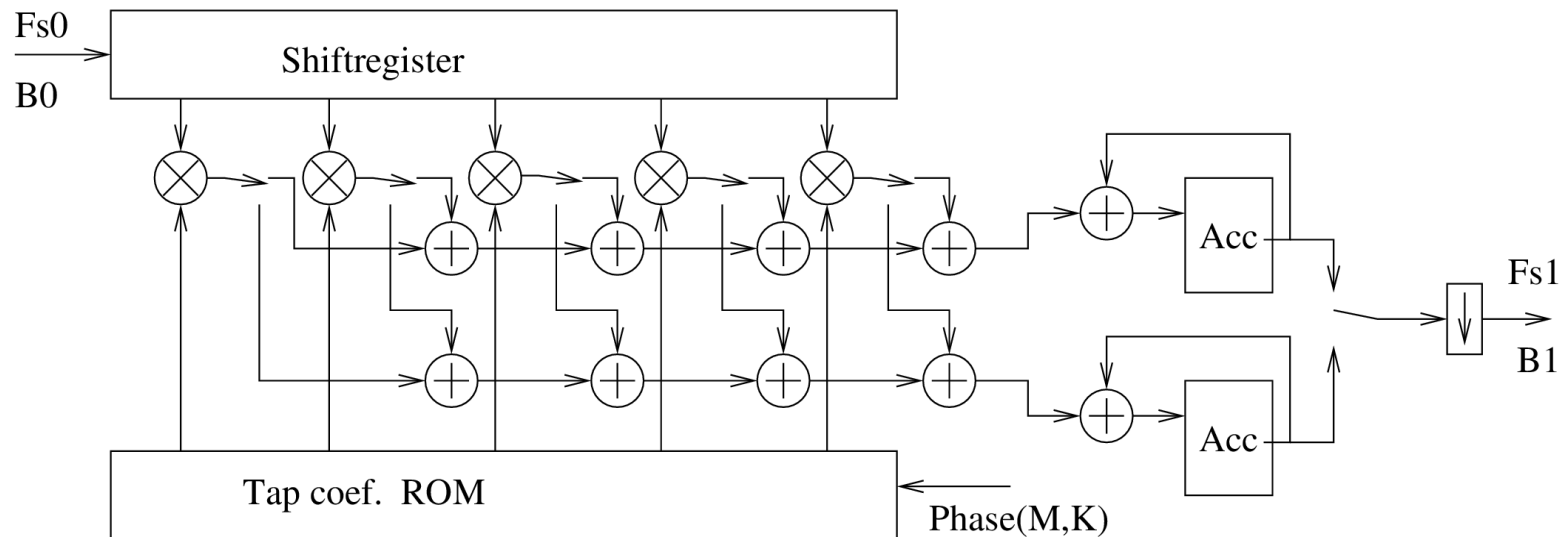 Fs0
Shiftregister
B0
Acc
Fs1
B1
Acc
Tap coef. ROM
Phase(M,K)